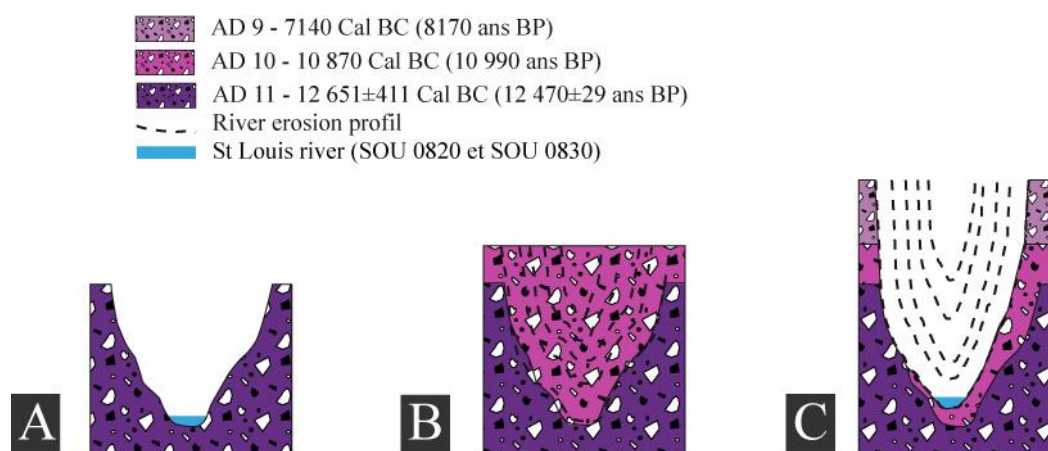 AD 9 - 7140 Cal BC (8170 ans BP)
AD 10 - 10 870 Cal BC (10 990 ans BP)
AD 11 - 12 651±411 Cal BC (12 470±29 ans BP)
River erosion profil
St Louis river (SOU 0820 et SOU 0830)
A
B
C